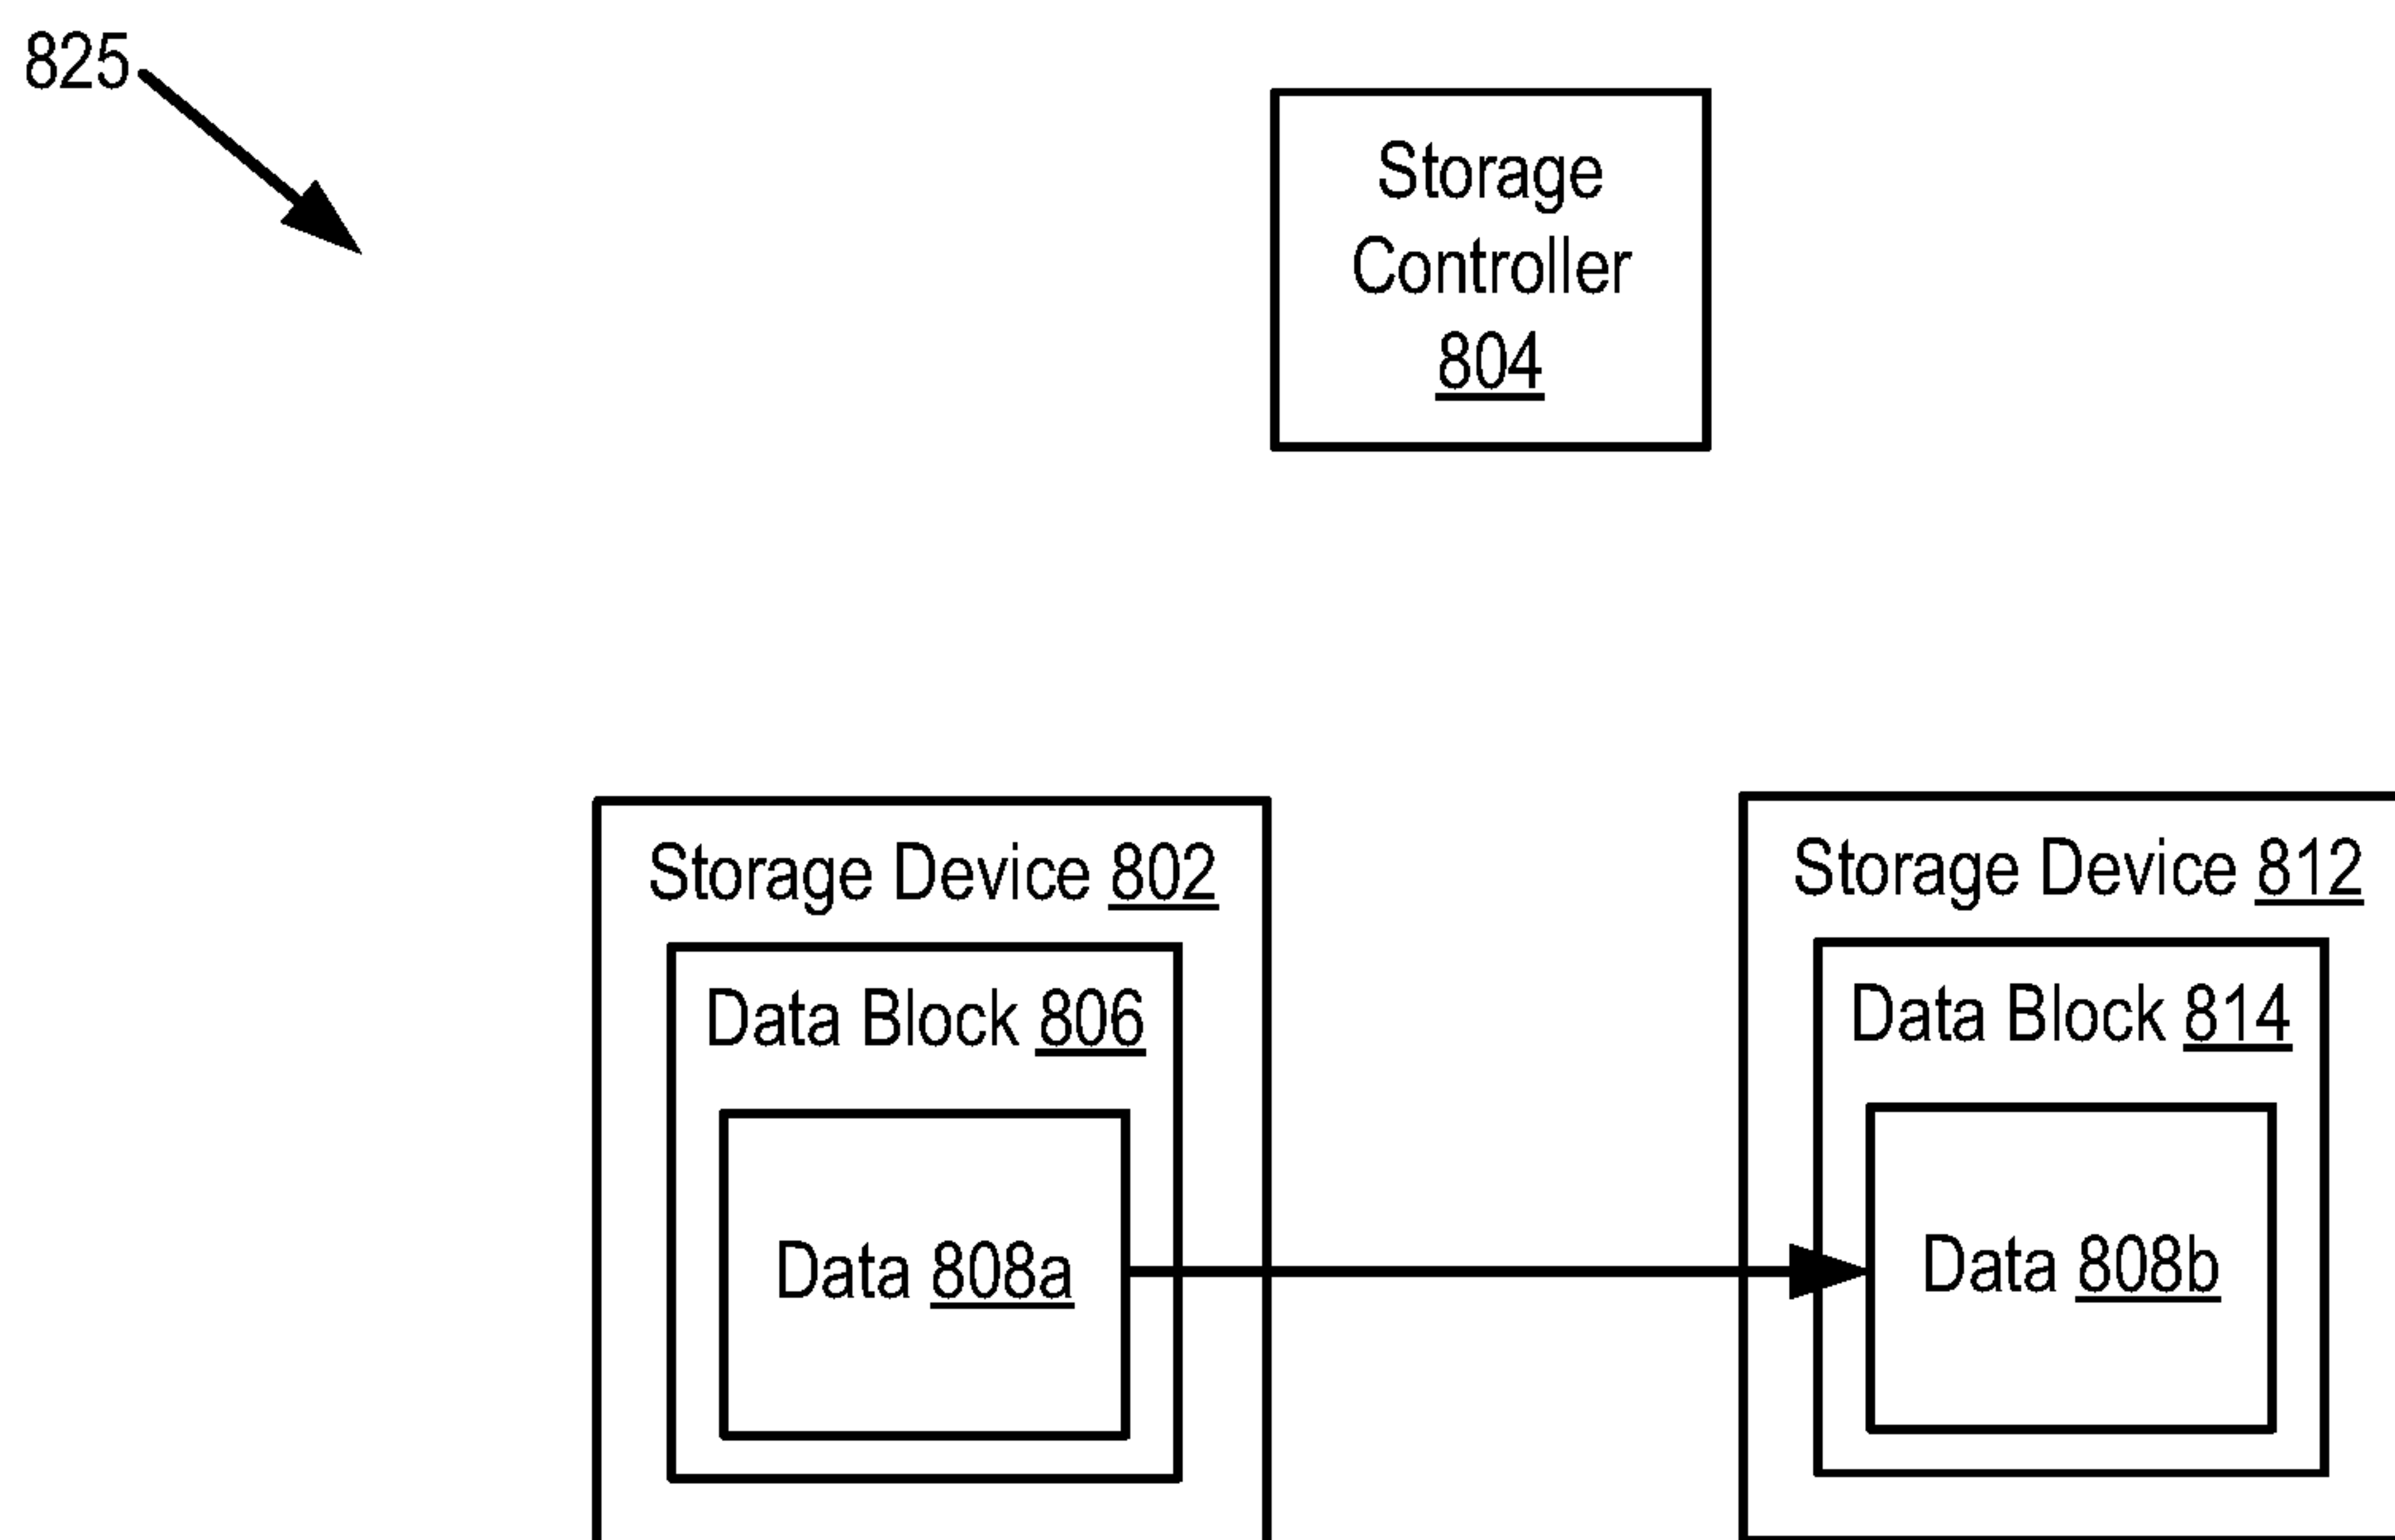 825
Storage
Controller
804
Storage Device 802
Storage Device 812
Data Block 806
Data Block 814
Data 808a
Data 808b